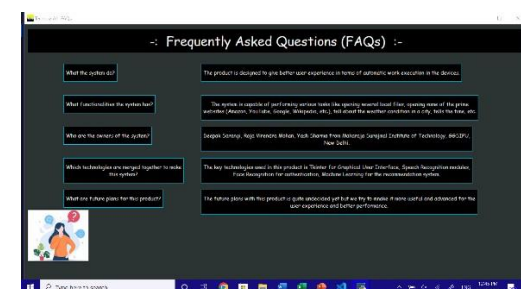 -: Frequently Asked Questions (FAQs) :-
What the system do?
The product is designed to give better user experience in terms of automatic work execution in the devices.
What functionalities the system has?
The system is capable of performing various tasks like opening several local files, opening some of the prime
websites (Amazon, YouTube, Google, Wikipedia, etc.), tell about the weather conditions in a city, tells the time, etc.
Who are the owners of the system?
Deepak Sarangi, Raja Virendra Mohan, Yash Sharma from Maharaja Surajmal Institute of Technology, GGSIPU,
New Delhi.
Which technologies are merged together to make
this system?
The key technologies used in this product is Tkinter for Graphical User Interface, Speech Recognition modules,
Face Recognition for authentication, Machine Learning for the recommendation system.
What are future plans for this product?
The future plans with this product is quite undecided yet but we try to make it more useful and advanced for the
user experience and better performance.
Type here to search
ENG
12:45 PM